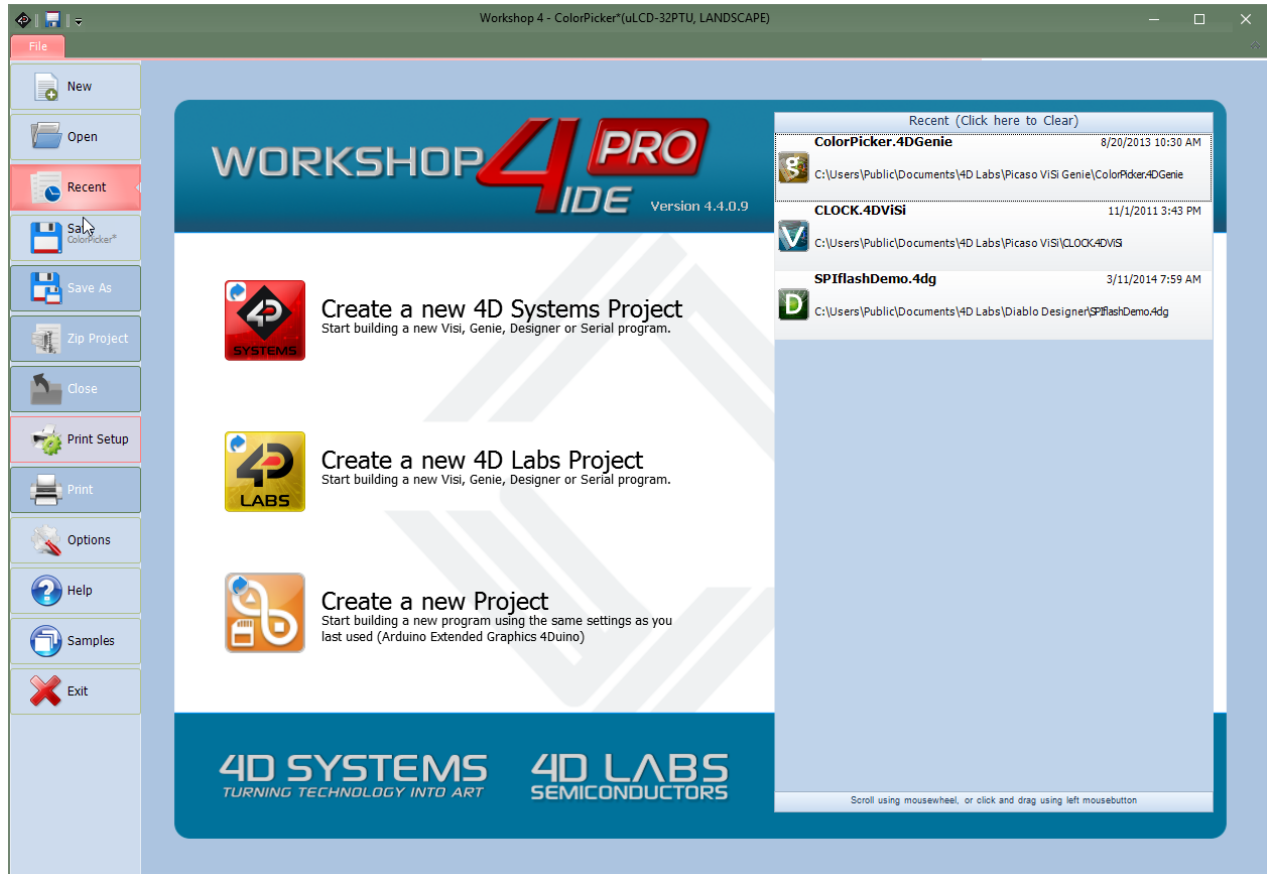 Workshop 4 - ColorPicker*(uLCD-32PTU, LANDSCAPE)
File
New
Open
Recent
Save
ColorPicker*
Save As
Zip Project
Close
Print Setup
Print
Options
Help
Samples
Exit
WORKSHOP 4 PRO
IDE Version 4.4.0.9
4D
SYSTEMS
Create a new 4D Systems Project
Start building a new Visi, Genie, Designer or Serial program.
4D
LABS
Create a new 4D Labs Project
Start building a new Visi, Genie, Designer or Serial program.
Create a new Project
Start building a new program using the same settings as you
last used (Arduino Extended Graphics 4Duino)
4D SYSTEMS
TURNING TECHNOLOGY INTO ART
4D LABS
SEMICONDUCTORS
Recent (Click here to Clear)
g
ColorPicker.4DGenie 8/20/2013 10:30 AM
C:\Users\Public\Documents\4D Labs\Picaso ViSi Genie\ColorPicker.4DGenie
V
CLOCK.4DViSi 11/1/2011 3:43 PM
C:\Users\Public\Documents\4D Labs\Picaso ViSi\CLOCK.4DViSi
D
SPIflashDemo.4dg 3/11/2014 7:59 AM
C:\Users\Public\Documents\4D Labs\Diablo Designer\SPIflashDemo.4dg
Scroll using mousewheel, or click and drag using left mousebutton